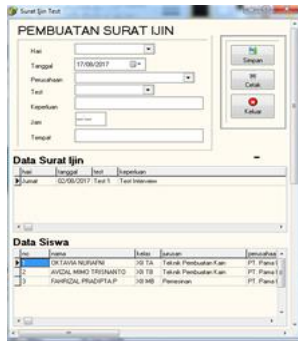 Surat Ijin Test
PEMBUATAN SURAT IJIN
Hari
Tanggal 17/08/2017
Perusahaan
Test
Keperluan
Jam
Tempat
Simpan
Cetak
Keluar
Data Surat Ijin
hari tanggal test keperluan
Jumat 02/06/2017 Test 1 Test Interview
Data Siswa
no nama kelas jurusan perusahaa
1 OKTAVIA NURAFNI XII TA Teknik Pembuatan Kain PT. Pama
2 AVIZAL MIHO TRISNANTO XII TB Teknik Pembuatan Kain PT. Pama
3 FAHRIZAL PRADIPTA P XII MB Pemesinan PT. Pama